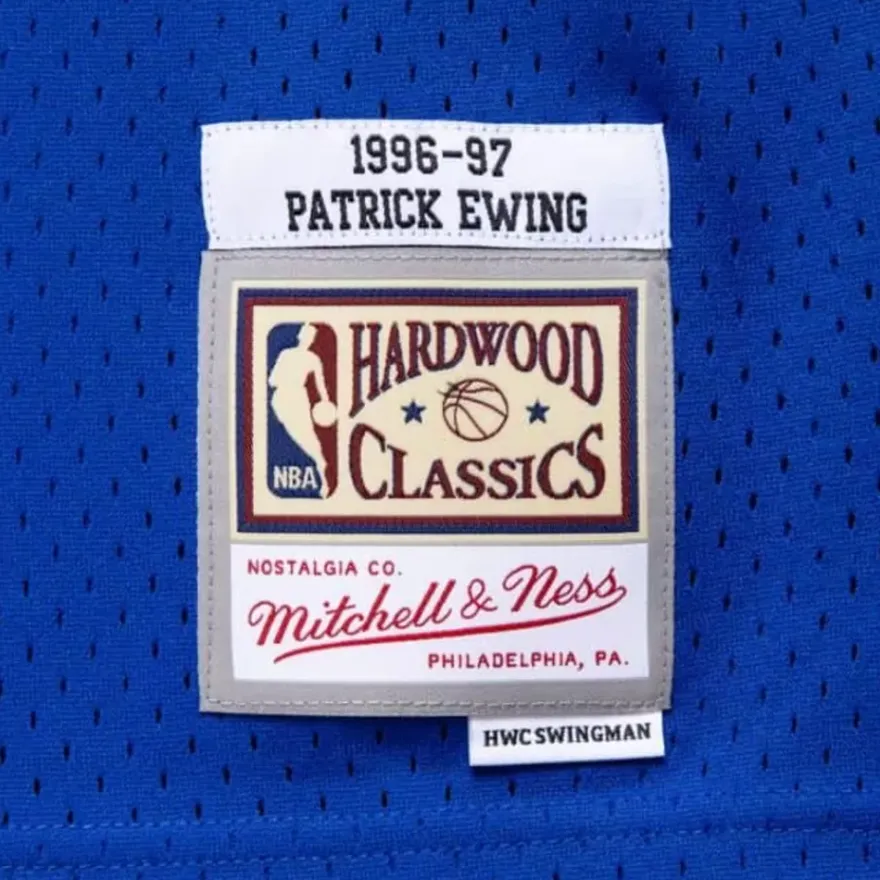 1996-97
PATRICK EWING
HARDWOOD
CLASSICS
NBA
NOSTALGIA CO.
Mitchell & Ness
PHILADELPHIA, PA.
HWC SWINGMAN